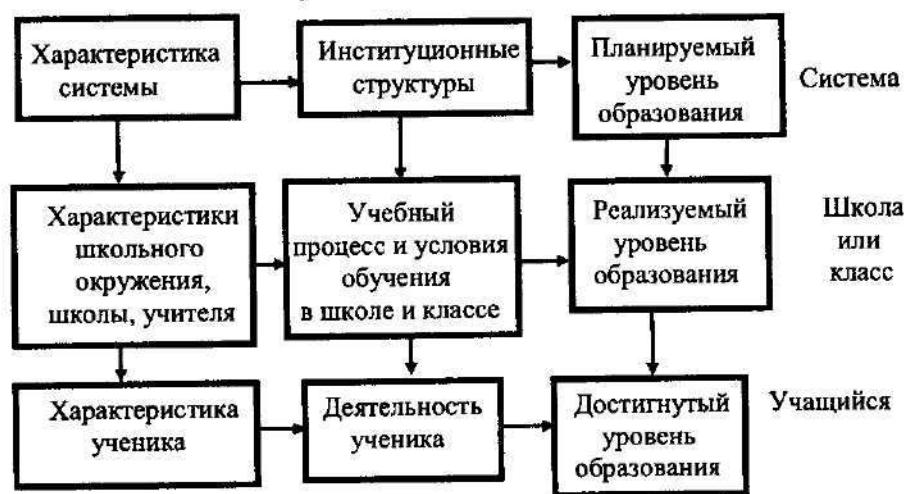 Характеристика
системы
Институционные
структуры
Планируемый
уровень
образования
Система
Характеристики
школьного
окружения,
школы, учителя
Учебный
процесс и условия
обучения
в школе и классе
Реализуемый
уровень
образования
Школа
или
класс
Характеристика
ученика
Деятельность
ученика
Достигнутый
уровень
образования
Учащийся